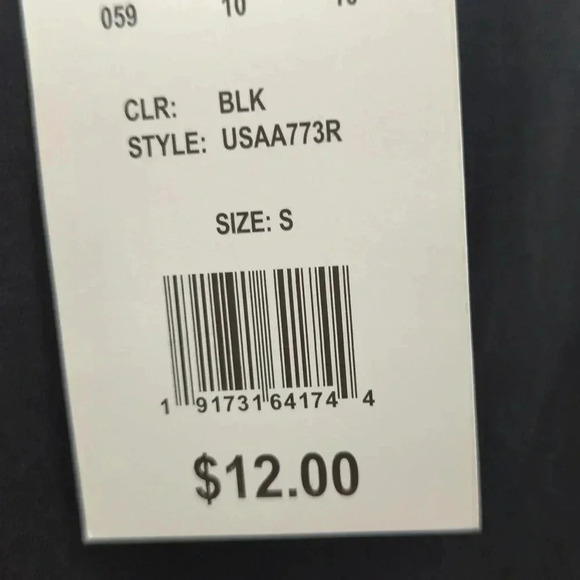 059 10
CLR: BLK
STYLE: USAA773R
SIZE: S
1 91731 64174 4
$12.00